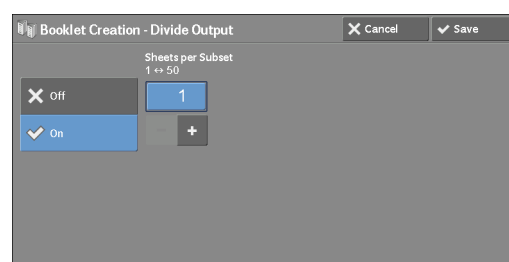 Booklet Creation - Divide Output
Cancel
Save
Sheets per Subset
1 ↔ 50
Off
1
On
- +